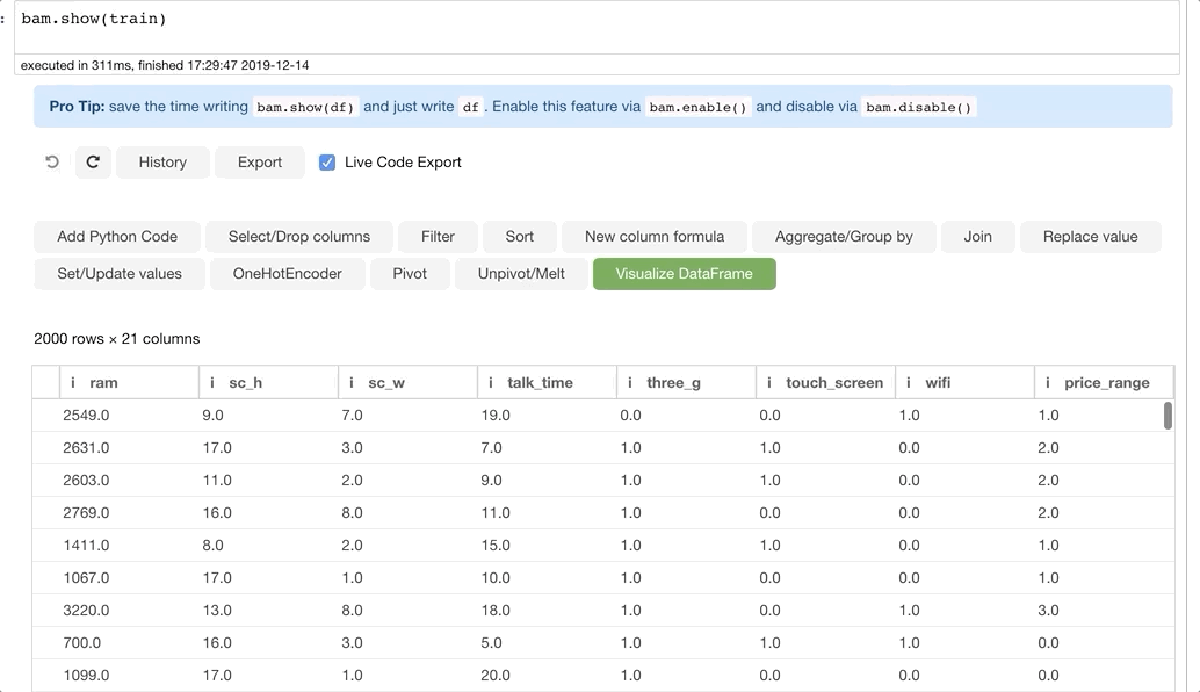 bam.show(train)
executed in 311ms, finished 17:29:47 2019-12-14
Pro Tip: save the time writing bam.show(df) and just write df . Enable this feature via bam.enable() and disable via bam.disable()
History Export Live Code Export
Add Python Code Select/Drop columns Filter Sort New column formula Aggregate/Group by Join Replace value
Set/Update values OneHotEncoder Pivot Unpivot/Melt Visualize DataFrame
2000 rows × 21 columns
i ram i sc_h i sc_w i talk_time i three_g i touch_screen i wifi i price_range
2549.0 9.0 7.0 19.0 0.0 0.0 1.0 1.0
2631.0 17.0 3.0 7.0 1.0 1.0 0.0 2.0
2603.0 11.0 2.0 9.0 1.0 1.0 0.0 2.0
2769.0 16.0 8.0 11.0 1.0 0.0 0.0 2.0
1411.0 8.0 2.0 15.0 1.0 1.0 0.0 1.0
1067.0 17.0 1.0 10.0 1.0 0.0 0.0 1.0
3220.0 13.0 8.0 18.0 1.0 0.0 1.0 3.0
700.0 16.0 3.0 5.0 1.0 1.0 1.0 0.0
1099.0 17.0 1.0 20.0 1.0 0.0 0.0 0.0